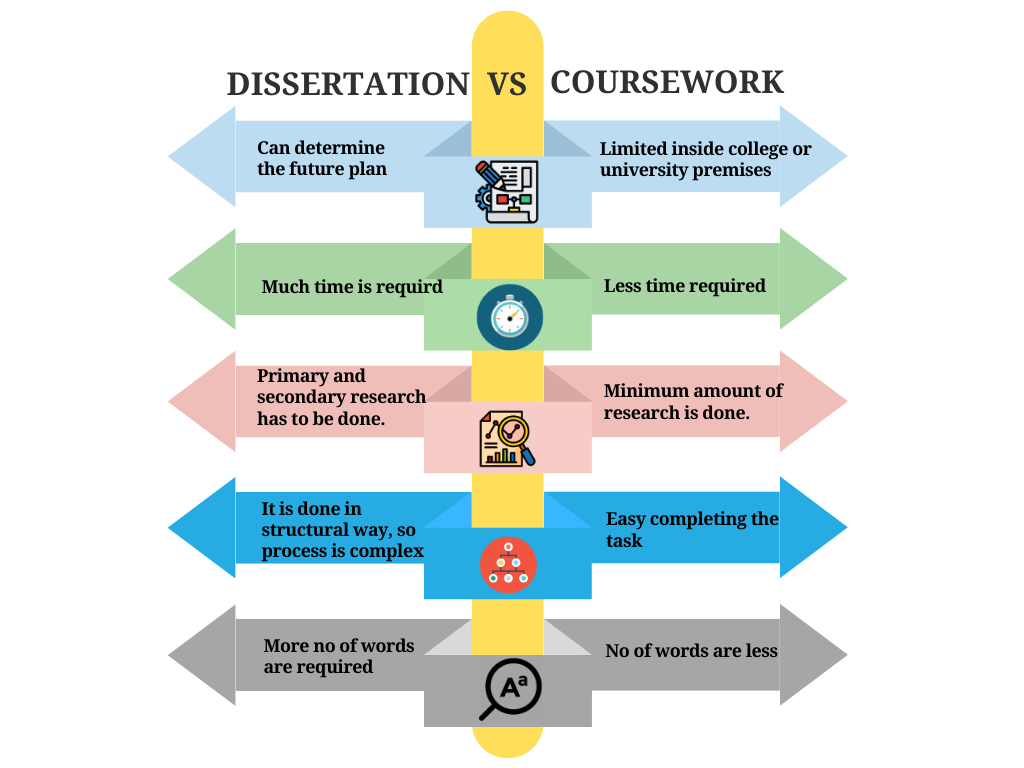 DISSERTATION VS COURSEWORK
Can determine
the future plan
Limited inside college or
university premises
Much time is requird
Less time required
Primary and
secondary research
has to be done.
Minimum amount of
research is done.
It is done in
structural way, so
process is complex
Easy completing the
task
More no of words
are required
No of words are less
Aa